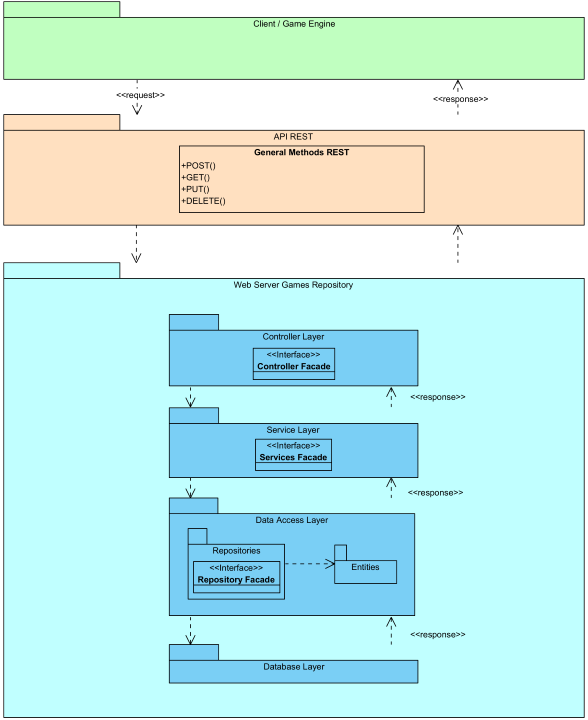 Client / Game Engine
<<request>>
<<response>>
API REST
General Methods REST
+POST()
+GET()
+PUT()
+DELETE()
Web Server Games Repository
Controller Layer
<<Interface>>
Controller Facade
<<response>>
Service Layer
<<Interface>>
Services Facade
<<response>>
Data Access Layer
Repositories
<<Interface>>
Repository Facade
Entities
<<response>>
Database Layer